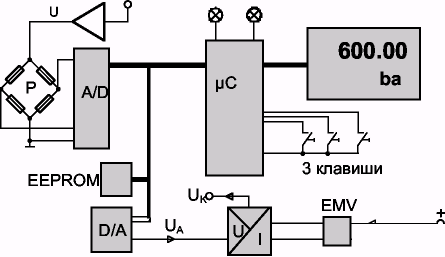 U
600.00
ba
P
A/D
µC
3 клавиши
EEPROM
U_K
EMV
+
D/A
U_A
U
I